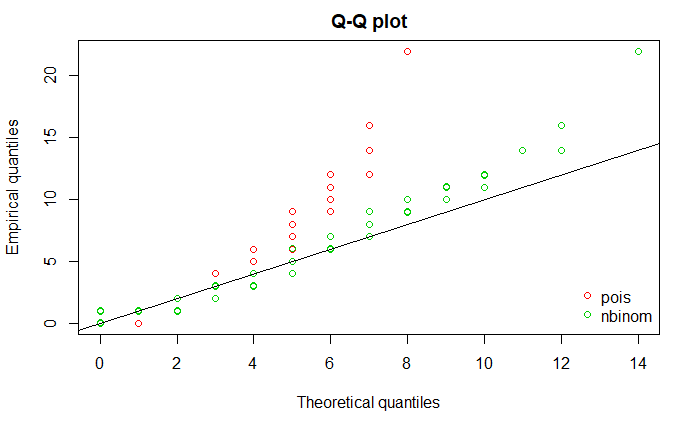 Q-Q plot
Empirical quantiles
20
15
10
5
0
pois
nbinom
0 2 4 6 8 10 12 14
Theoretical quantiles